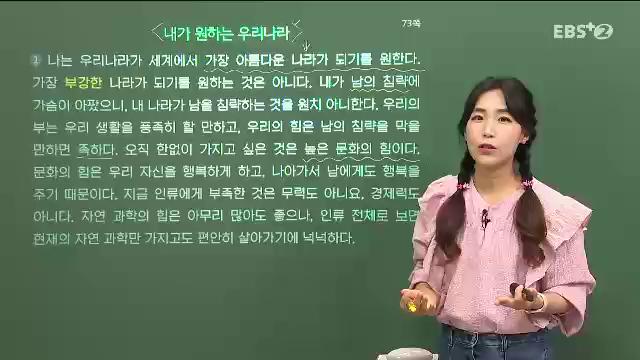 73쪽
EBS+2
<내가 원하는 우리나라>
1 나는 우리나라가 세계에서 가장 아름다운 나라가 되기를 원한다.
가장 부강한 나라가 되기를 원하는 것은 아니다. 내가 남의 침략에
가슴이 아팠으니, 내 나라가 남을 침략하는 것을 원치 아니한다. 우리의
부는 우리 생활을 풍족히 할 만하고, 우리의 힘은 남의 침략을 막을
만하면 족하다. 오직 한없이 가지고 싶은 것은 높은 문화의 힘이다.
문화의 힘은 우리 자신을 행복하게 하고, 나아가서 남에게도 행복을
주기 때문이다. 지금 인류에게 부족한 것은 무력도 아니요, 경제력도
아니다. 자연 과학의 힘은 아무리 많아도 좋으나, 인류 전체로 보면
현재의 자연 과학만 가지고도 편안히 살아가기에 넉넉하다.